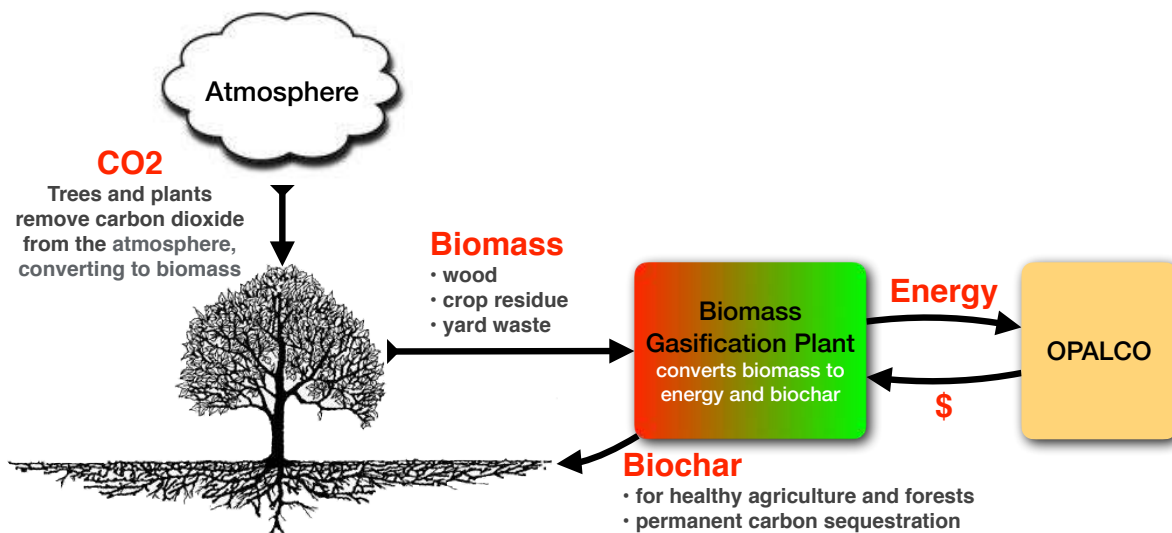 Atmosphere
CO2
Trees and plants
remove carbon dioxide
from the atmosphere,
converting to biomass
Biomass
• wood
• crop residue
• yard waste
Biomass
Gasification Plant
converts biomass to
energy and biochar
Energy
$
OPALCO
Biochar
• for healthy agriculture and forests
• permanent carbon sequestration